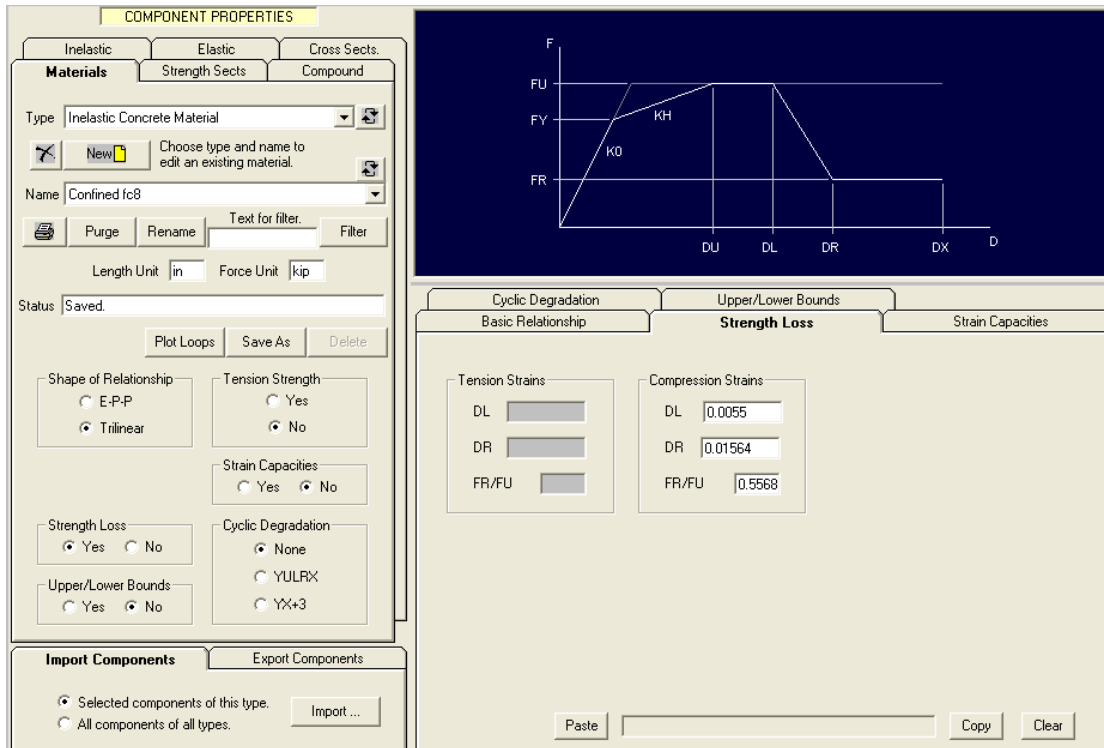 COMPONENT PROPERTIES
Inelastic Elastic Cross Sects.
Materials Strength Sects Compound
Type Inelastic Concrete Material
New Choose type and name to
edit an existing material.
Name Confined fc8
Purge Rename Text for filter. Filter
Length Unit in Force Unit kip
Status Saved.
Plot Loops Save As Delete
Shape of Relationship
E-P-P
Trilinear
Tension Strength
Yes
No
Strain Capacities
Yes No
Strength Loss
Yes No
Cyclic Degradation
None
YULRX
YX+3
Upper/Lower Bounds
Yes No
Import Components Export Components
Selected components of this type.
All components of all types.
Import ...
F
FU
FY
KH
K0
FR
DU DL DR DX D
Cyclic Degradation Upper/Lower Bounds
Basic Relationship Strength Loss Strain Capacities
Tension Strains
DL
DR
FR/FU
Compression Strains
DL 0.0055
DR 0.01564
FR/FU 0.5568
Paste Copy Clear